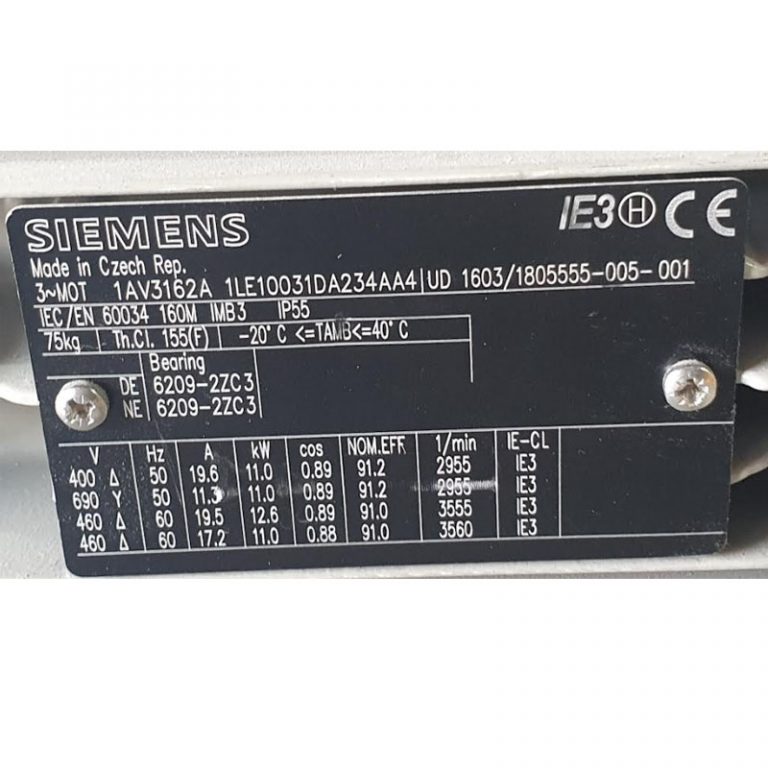 SIEMENS IE3 H CE
Made in Czech Rep.
3~MOT 1AV3162A 1LE10031DA234AA4 UD 1603/1805555-005-001
IEC/EN 60034 160M IMB3 IP55
75kg Th.Cl. 155(F) -20°C <=TAMB<=40°C
Bearing
DE 6209-2ZC3
NE 6209-2ZC3
V Hz A kW cos NOM.EFF 1/min IE-CL
400 Δ 50 19.6 11.0 0.89 91.2 2955 IE3
690 Y 50 11.3 11.0 0.89 91.2 2955 IE3
460 Δ 60 19.5 12.6 0.89 91.0 3555 IE3
460 Δ 60 17.2 11.0 0.88 91.0 3560 IE3